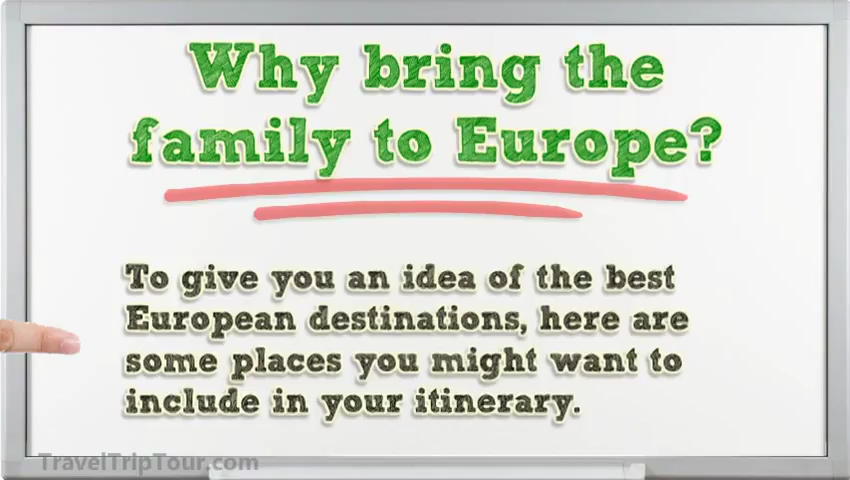 Why bring the
family to Europe?
To give you an idea of the best
European destinations, here are
some places you might want to
include in your itinerary.
TravelTripTour.com